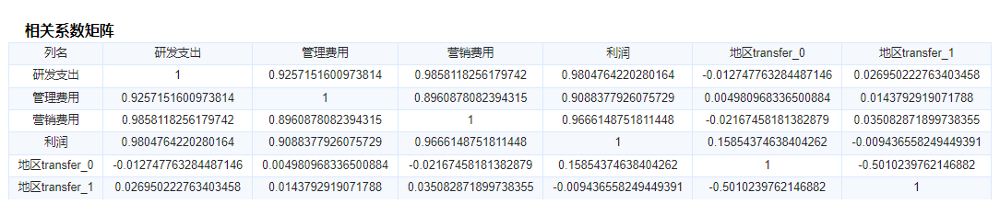 相关系数矩阵
列名 研发支出 管理费用 营销费用 利润 地区transfer_0 地区transfer_1
研发支出 1 0.9257151600973814 0.9858118256179742 0.9804764220280164 -0.012747763284487146 0.026950222763403458
管理费用 0.9257151600973814 1 0.8960878082394315 0.9088377926075729 0.004980968336500884 0.0143792919071788
营销费用 0.9858118256179742 0.8960878082394315 1 0.9666148751811448 -0.02167458181382879 0.035082871899738355
利润 0.9804764220280164 0.9088377926075729 0.9666148751811448 1 0.15854374638404262 -0.009436558249449391
地区transfer_0 -0.012747763284487146 0.004980968336500884 -0.02167458181382879 0.15854374638404262 1 -0.5010239762146882
地区transfer_1 0.026950222763403458 0.0143792919071788 0.035082871899738355 -0.009436558249449391 -0.5010239762146882 1